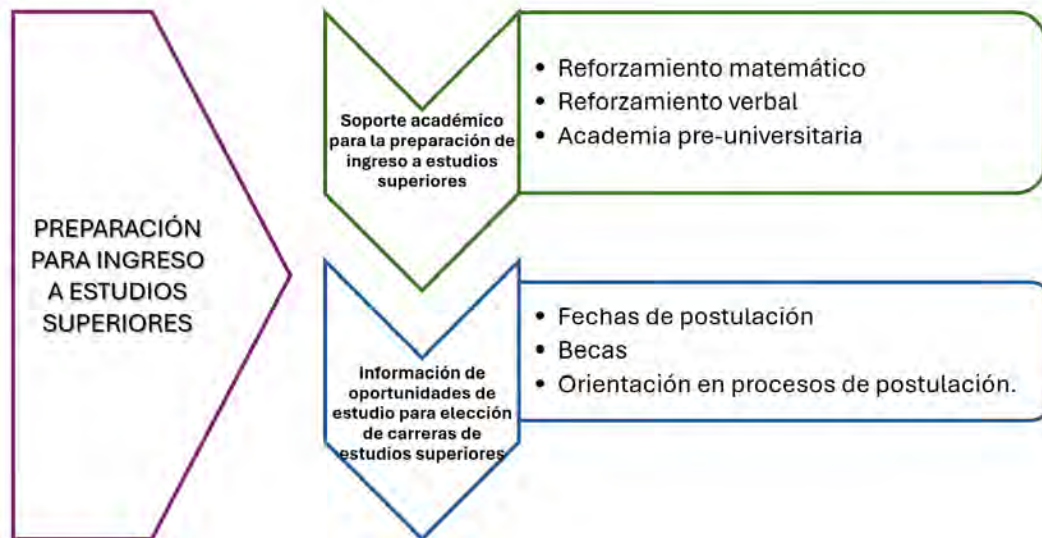 PREPARACIÓN
PARA INGRESO
A ESTUDIOS
SUPERIORES
Soporte académico
para la preparación de
ingreso a estudios
superiores
• Reforzamiento matemático
• Reforzamiento verbal
• Academia pre-universitaria
Información de
oportunidades de
estudio para elección
de carreras de
estudios superiores
• Fechas de postulación
• Becas
• Orientación en procesos de postulación.